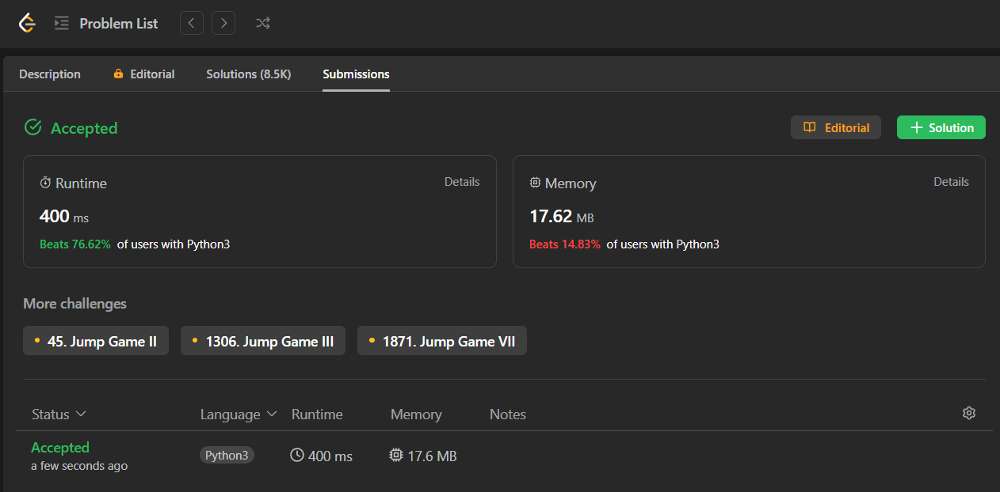 Problem List
Description Editorial Solutions (8.5K) Submissions
Accepted Editorial Solution
Runtime Details Memory Details
400 ms 17.62 MB
Beats 76.62% of users with Python3 Beats 14.83% of users with Python3
More challenges
45. Jump Game II 1306. Jump Game III 1871. Jump Game VII
Status Language Runtime Memory Notes
Accepted Python3 400 ms 17.6 MB
a few seconds ago